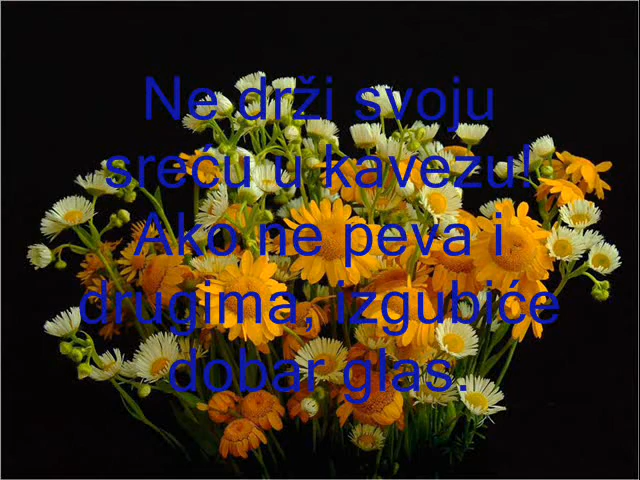 Ne drži svoju
sreću u kavezu!
Ako ne peva i
drugima, izgubiće
dobar glas.